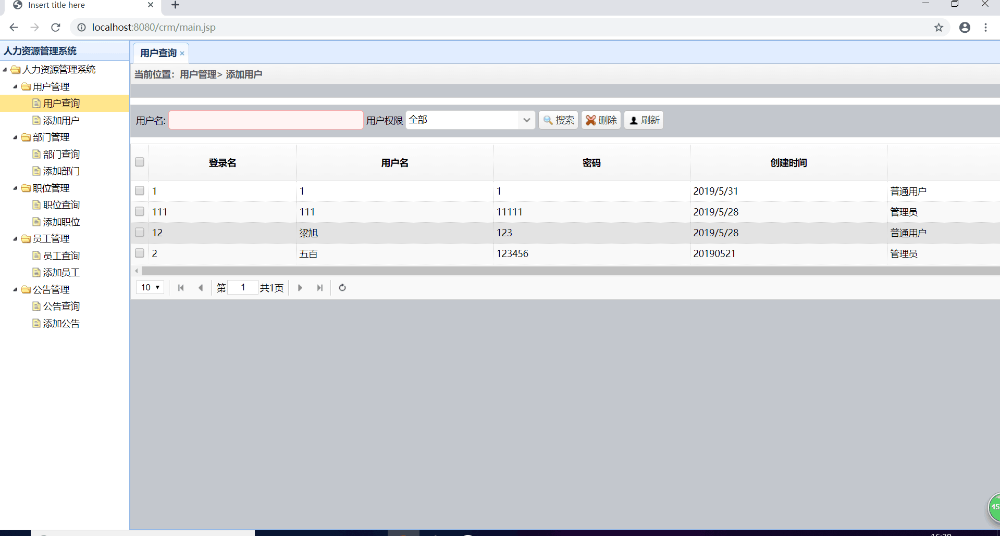 Insert title here
localhost:8080/crm/main.jsp
人力资源管理系统
人力资源管理系统
用户管理
用户查询
添加用户
部门管理
部门查询
添加部门
职位管理
职位查询
添加职位
员工管理
员工查询
添加员工
公告管理
公告查询
添加公告
用户查询
当前位置：用户管理> 添加用户
用户名: 用户权限 全部 搜索 删除 刷新
登录名 用户名 密码 创建时间
1 1 1 2019/5/31 普通用户
111 111 11111 2019/5/28 管理员
12 梁旭 123 2019/5/28 普通用户
2 五百 123456 20190521 管理员
10 第 1 共1页
45